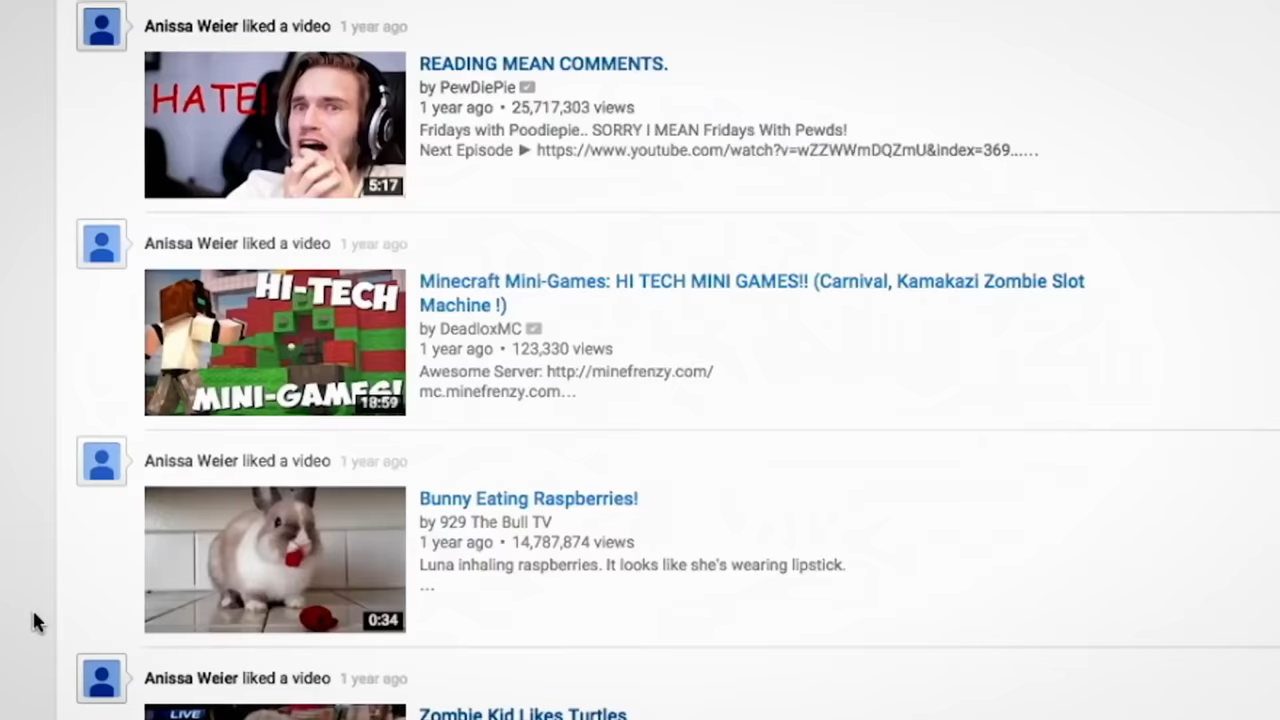 Anissa Weier liked a video 1 year ago
HATE!
5:17
READING MEAN COMMENTS.
by PewDiePie
1 year ago • 25,717,303 views
Fridays with Poodiepie.. SORRY I MEAN Fridays With Pewds!
Next Episode ► https://www.youtube.com/watch?v=wZZWWmDQZmU&index=369......
Anissa Weier liked a video 1 year ago
HI-TECH
MINI-GAMES!
18:59
Minecraft Mini-Games: HI TECH MINI GAMES!! (Carnival, Kamakazi Zombie Slot
Machine !)
by DeadloxMC
1 year ago • 123,330 views
Awesome Server: http://minefrenzy.com/
mc.minefrenzy.com...
Anissa Weier liked a video 1 year ago
0:34
Bunny Eating Raspberries!
by 929 The Bull TV
1 year ago • 14,787,874 views
Luna inhaling raspberries. It looks like she's wearing lipstick.
...
Anissa Weier liked a video 1 year ago
LIVE
Zombie Kid Likes Turtles